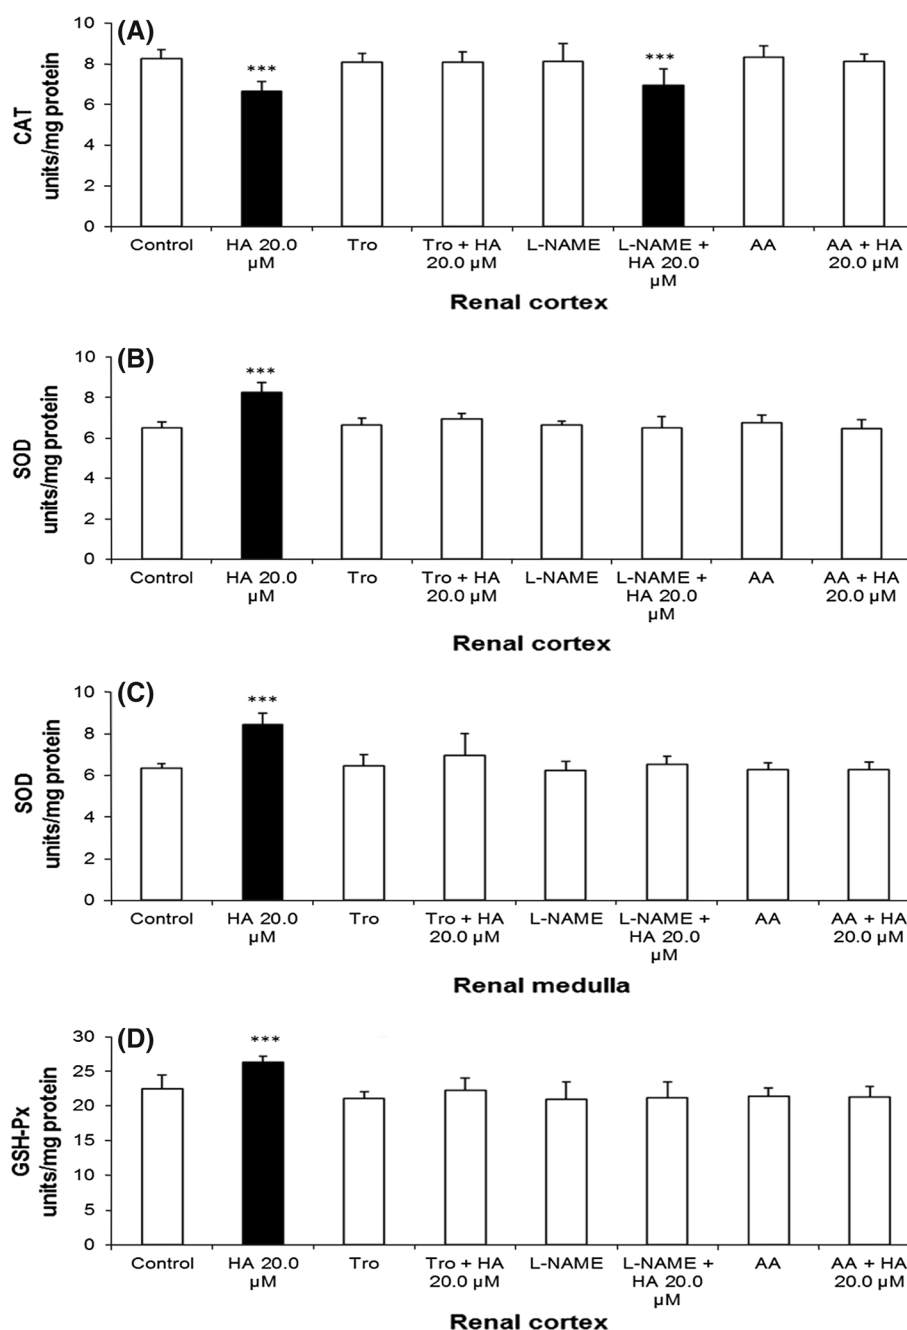 (A)
CAT
units/mg protein
10
8
6
4
2
0
***
***
Control
HA 20.0
µM
Tro
Tro + HA
20.0 µM
L-NAME
L-NAME +
HA 20.0
µM
AA
AA + HA
20.0 µM
Renal cortex
(B)
SOD
units/mg protein
10
8
6
4
2
0
***
Control
HA 20.0
µM
Tro
Tro + HA
20.0 µM
L-NAME
L-NAME +
HA 20.0
µM
AA
AA + HA
20.0 µM
Renal cortex
(C)
SOD
units/mg protein
10
8
6
4
2
0
***
Control
HA 20.0
µM
Tro
Tro + HA
20.0 µM
L-NAME
L-NAME +
HA 20.0
µM
AA
AA + HA
20.0 µM
Renal medulla
(D)
GSH-Px
units/mg protein
30
25
20
15
10
5
0
***
Control
HA 20.0
µM
Tro
Tro + HA
20.0 µM
L-NAME
L-NAME +
HA 20.0
µM
AA
AA + HA
20.0 µM
Renal cortex